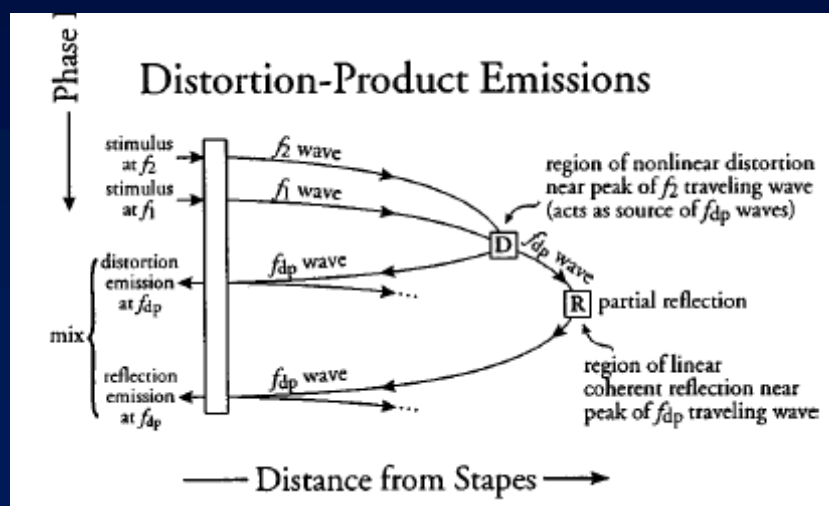 Phase
Distortion-Product Emissions
stimulus
at f2
f2 wave
stimulus
at f1
f1 wave
region of nonlinear distortion
near peak of f2 traveling wave
(acts as source of fdp waves)
D
fdp wave
distortion
emission
at fdp
fdp wave
...
R
partial reflection
mix
reflection
emission
at fdp
fdp wave
...
region of linear
coherent reflection near
peak of fdp traveling wave
Distance from Stapes